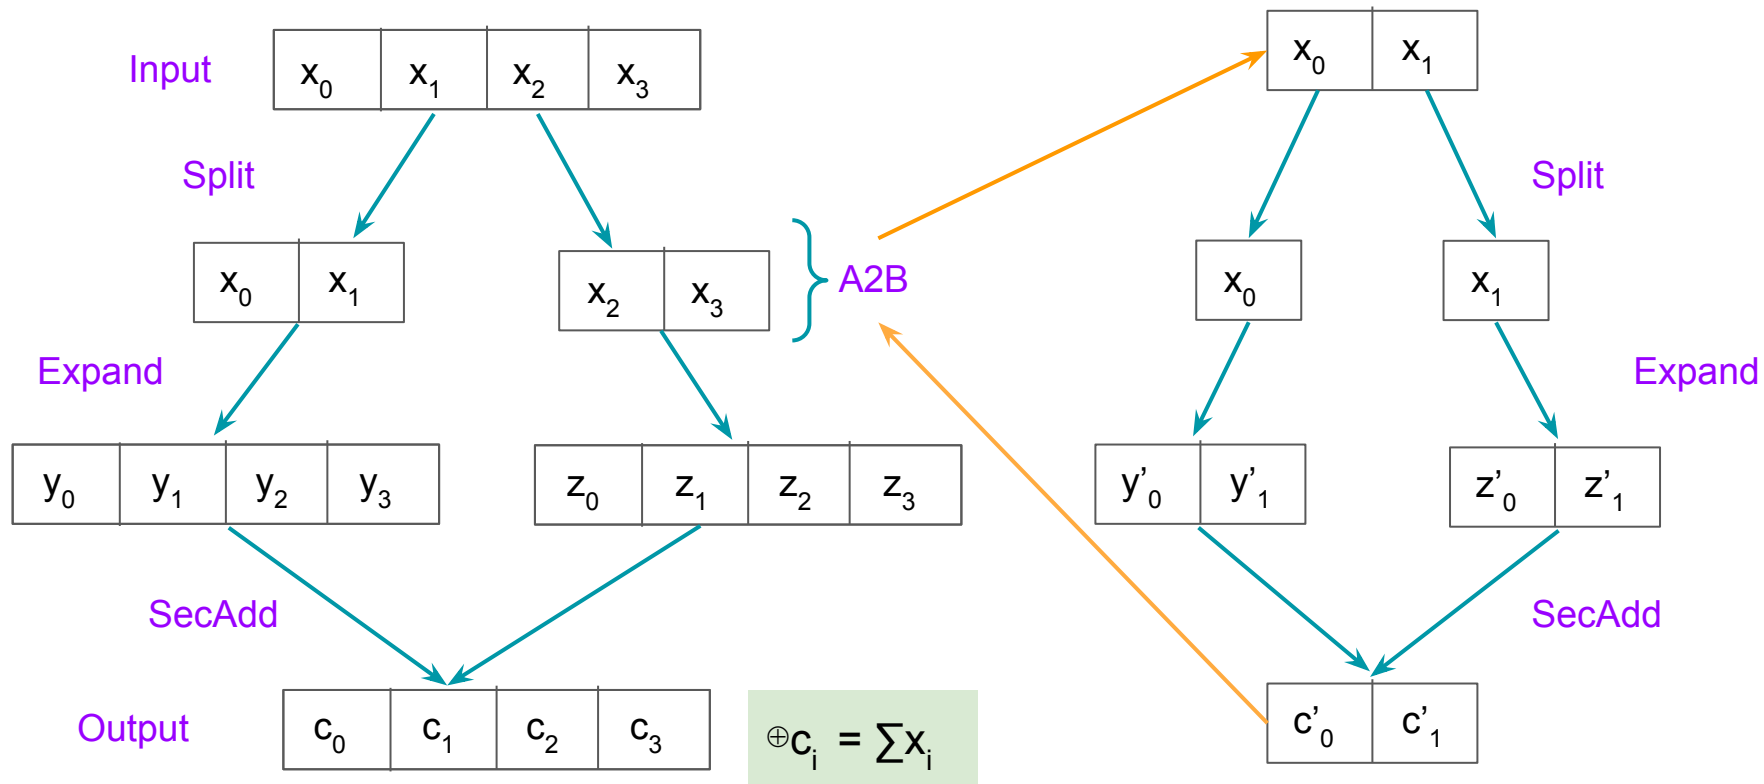 Input x₀ x₁ x₂ x₃
x₀ x₁
Split
Split
x₀ x₁
x₂ x₃
A2B
x₀
x₁
Expand
Expand
y₀ y₁ y₂ y₃
z₀ z₁ z₂ z₃
y’₀ y’₁
z’₀ z’₁
SecAdd
SecAdd
Output c₀ c₁ c₂ c₃
⊕cᵢ = ∑xᵢ
c’₀ c’₁